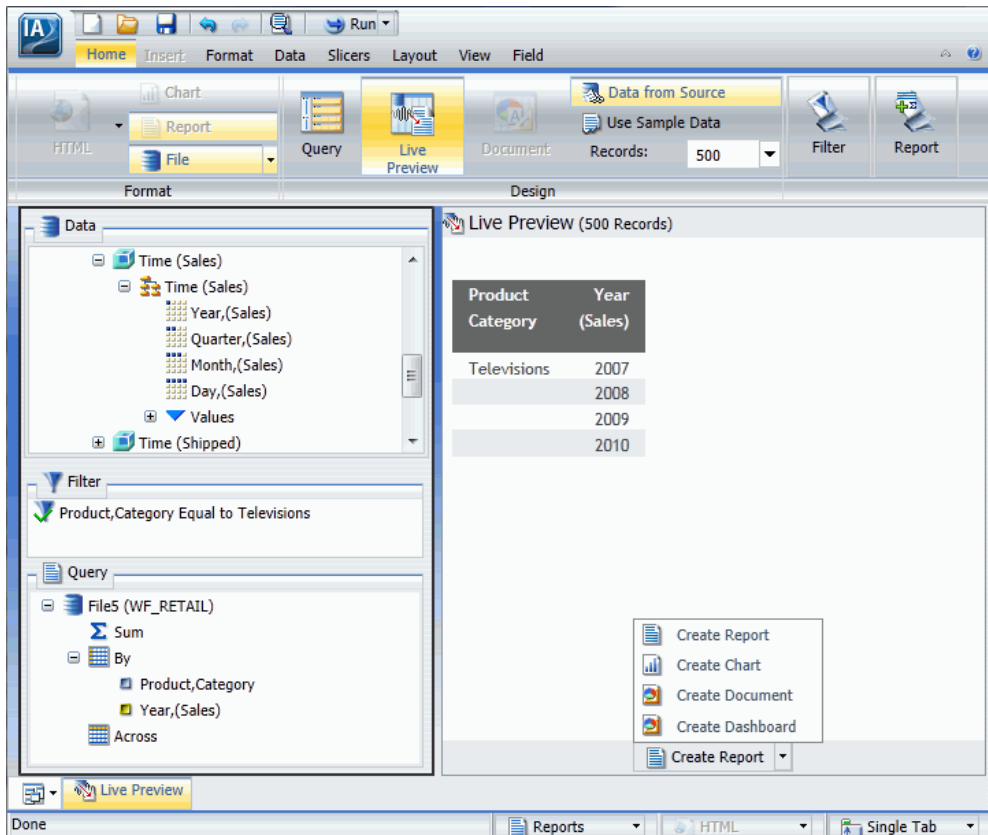 IA
Run
Home Insert Format Data Slicers Layout View Field
HTML
Chart
Report
File
Format
Query
Live
Preview
Document
Data from Source
Use Sample Data
Records: 500
Design
Filter
Report
Data
Time (Sales)
Time (Sales)
Year,(Sales)
Quarter,(Sales)
Month,(Sales)
Day,(Sales)
Values
Time (Shipped)
Filter
Product,Category Equal to Televisions
Query
File5 (WF_RETAIL)
Sum
By
Product,Category
Year,(Sales)
Across
Live Preview (500 Records)
Product Year
Category (Sales)
Televisions 2007
2008
2009
2010
Create Report
Create Chart
Create Document
Create Dashboard
Create Report
Live Preview
Done Reports HTML Single Tab